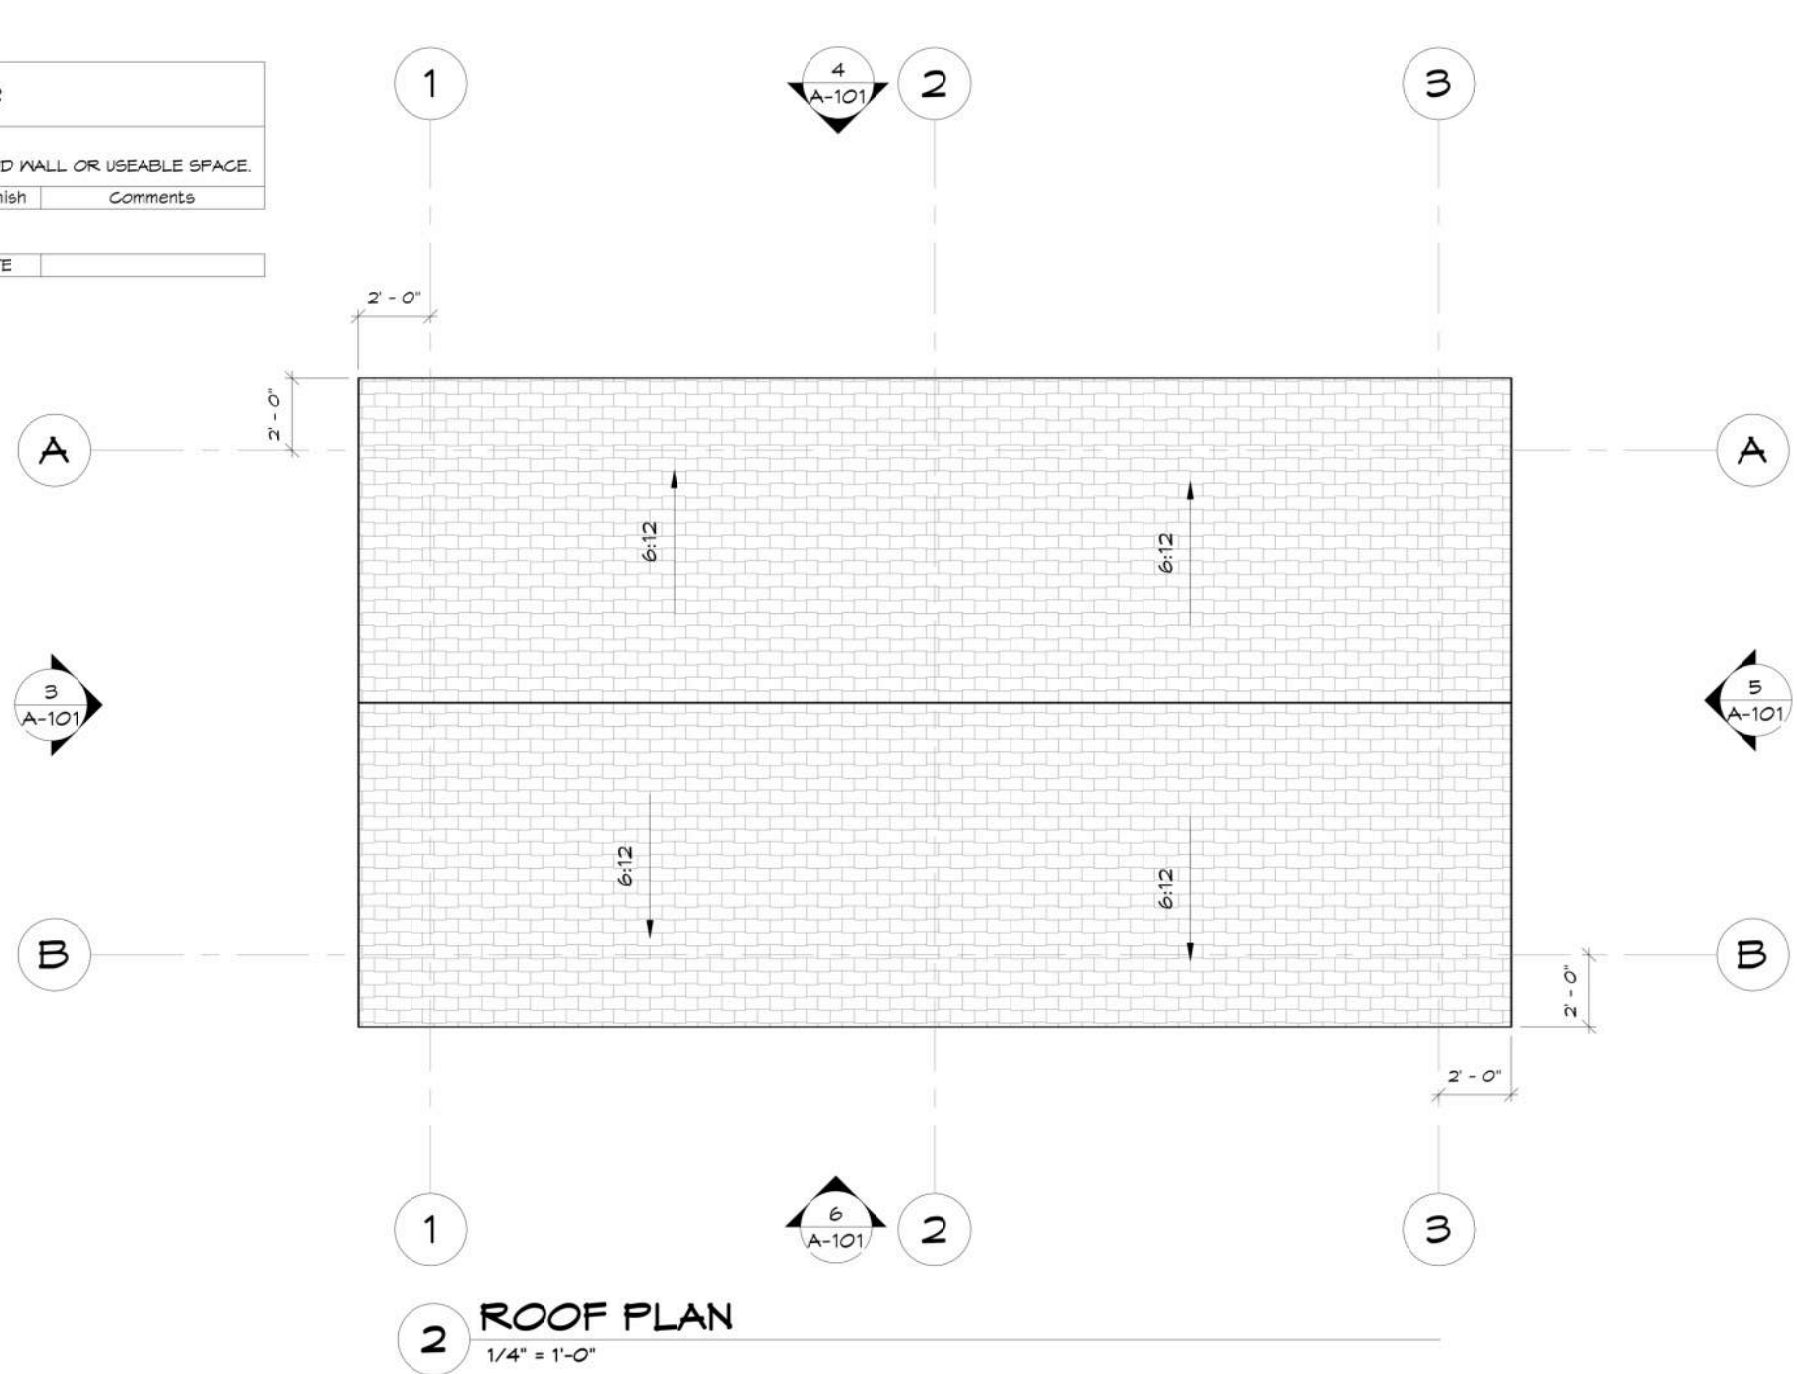 1
4
A-101
2
3
D WALL OR USEABLE SPACE.
nish
Comments
TE
2' - 0"
2' - 0"
A
A
6:12
6:12
3
A-101
5
A-101
6:12
6:12
B
B
2' - 0"
2' - 0"
1
6
A-101
2
3
2
ROOF PLAN
1/4" = 1'-0"